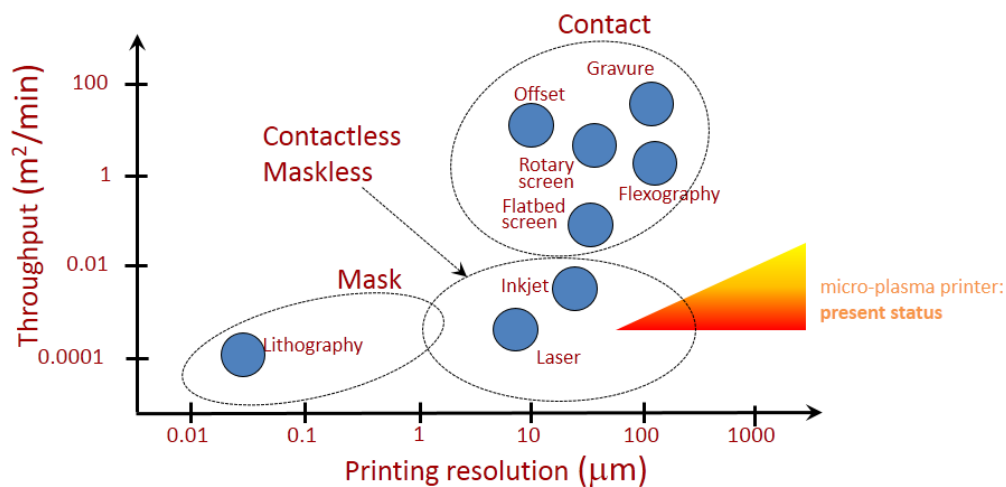 Contact
Gravure
Offset
Contactless
Maskless
Rotary
screen
Flexography
Flatbed
screen
Mask
Inkjet
Laser
Lithography
micro-plasma printer:
present status
Throughput (m²/min)
100
1
0.01
0.0001
0.01
0.1
1
10
100
1000
Printing resolution (μm)